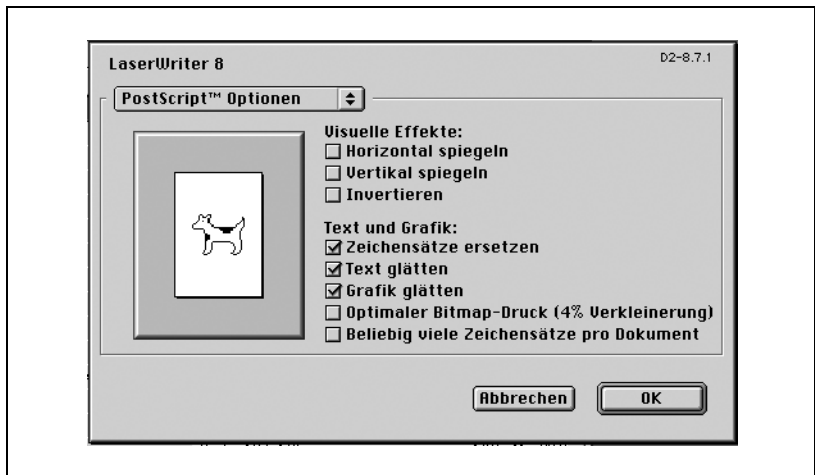 LaserWriter 8
D2-8.7.1
PostScript™ Optionen
Visuelle Effekte:
Horizontal spiegeln
Vertikal spiegeln
Invertieren
Text und Grafik:
Zeichensätze ersetzen
Text glätten
Grafik glätten
Optimaler Bitmap-Druck (4% Verkleinerung)
Beliebig viele Zeichensätze pro Dokument
Abbrechen
OK